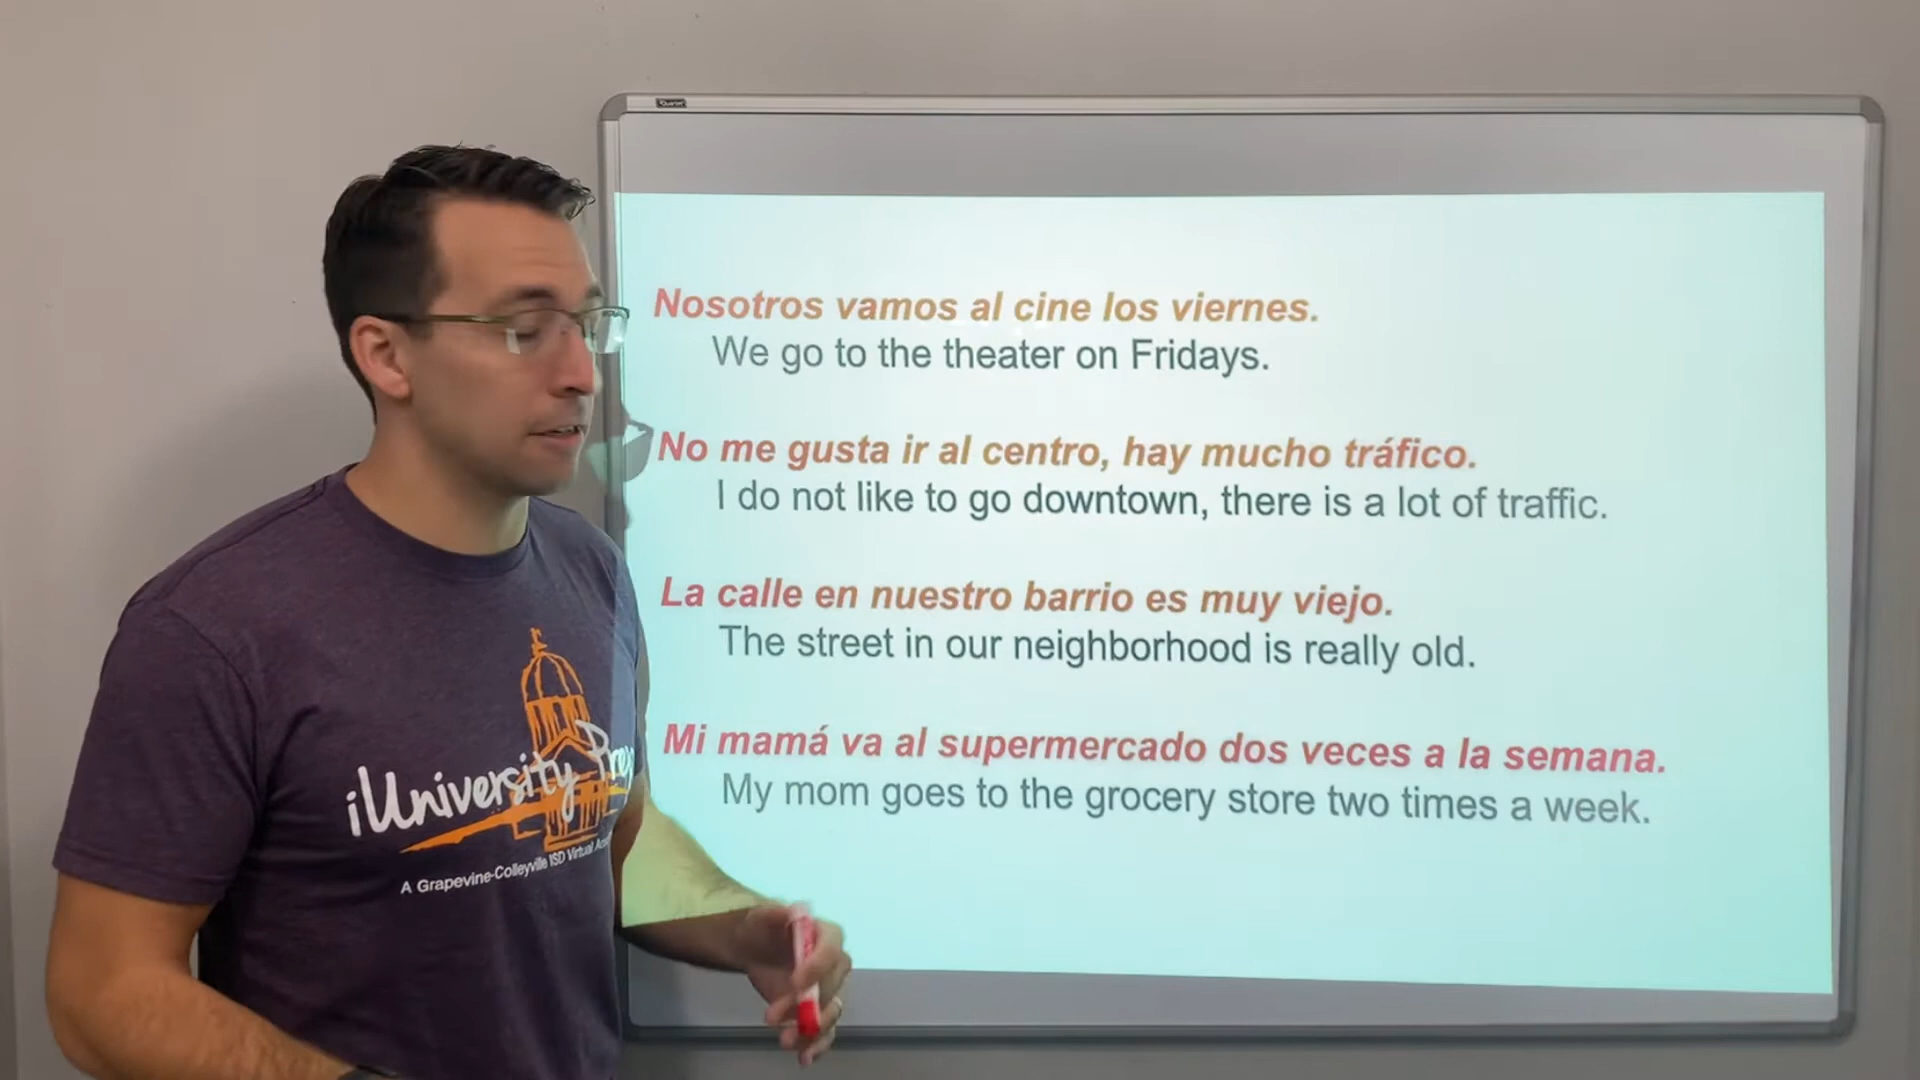 Nosotros vamos al cine los viernes.
We go to the theater on Fridays.
No me gusta ir al centro, hay mucho tráfico.
I do not like to go downtown, there is a lot of traffic.
La calle en nuestro barrio es muy viejo.
The street in our neighborhood is really old.
Mi mamá va al supermercado dos veces a la semana.
My mom goes to the grocery store two times a week.
iUniversity
A Grapevine-Colleyville ISD Virtual